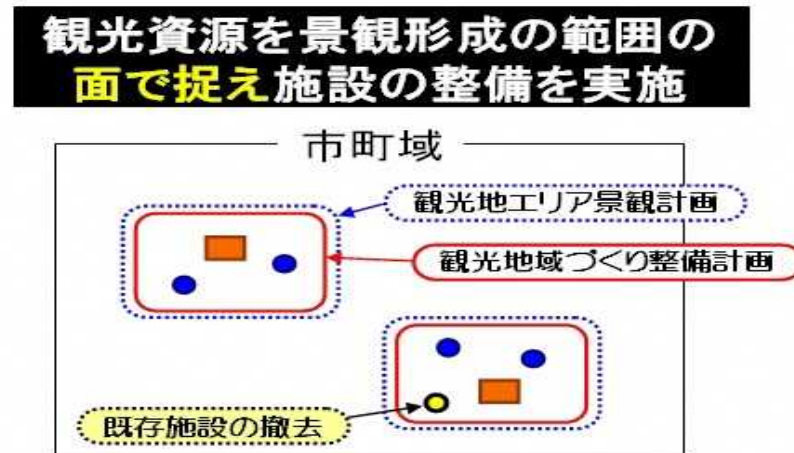 観光資源を景観形成の範囲の
面で捉え施設の整備を実施
市町域
観光地エリア景観計画
観光地域づくり整備計画
既存施設の撤去